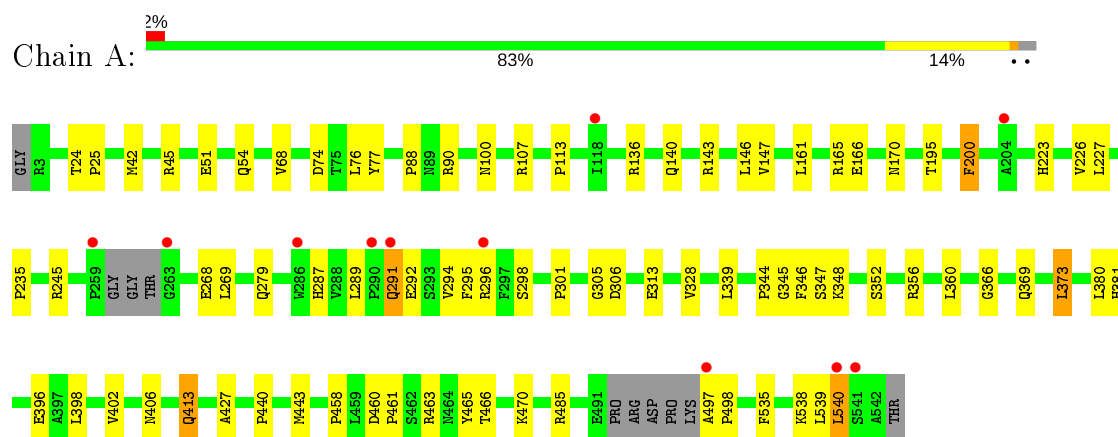 2%
Chain A:
83% 14% • •
GLY R3 T24 P25 M42 R45 E51 Q54 V68 D74 T75 L76 Y77 P88 N89 R90 N100 R107 P113 I118 R136 Q140 R143 L146 V147 L161 R165 E166 N170 T195 F200 A204 H223 V226 L227
P235 R245 P259 GLY GLY THR G263 E268 L269 Q279 W286 H287 V288 L289 P290 Q291 E292 S293 V294 F295 R296 F297 S298 P301 G305 D306 E313 V328 L339 P344 G345 F346 S347 K348 S352 R356 L360 G366 Q369 L373 L380 H381
E396 A397 L398 V402 N406 Q413 A427 P440 M443 P458 L459 D460 P461 S462 R463 N464 Y465 T466 K470 R485 E491 PRO ARG ASP PRO LYS A497 P498 F535 K538 L539 L540 S541 A542 THR